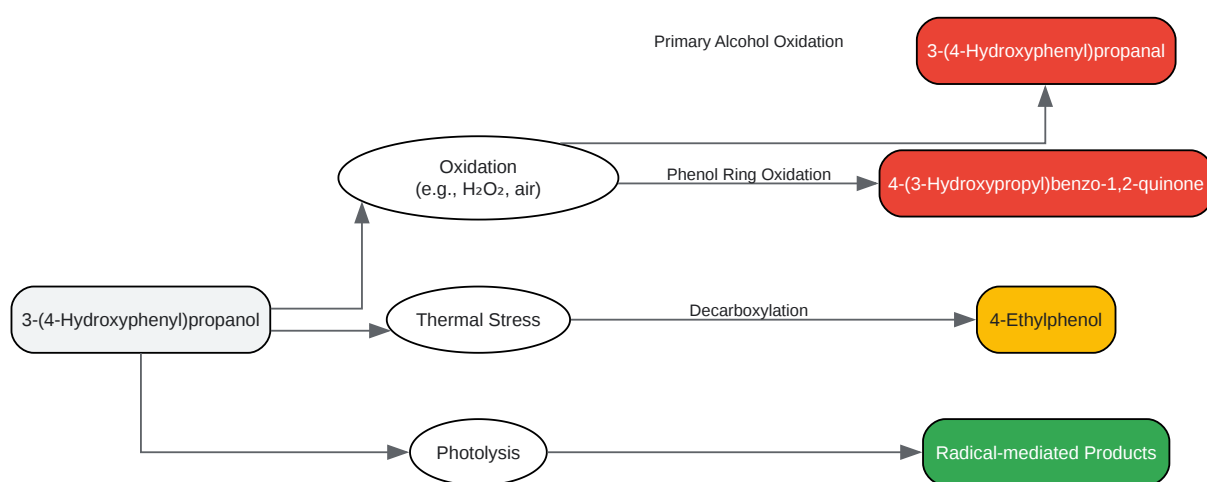 Primary Alcohol Oxidation
3-(4-Hydroxyphenyl)propanal
Oxidation
(e.g., H₂O₂, air)
Phenol Ring Oxidation
4-(3-Hydroxypropyl)benzo-1,2-quinone
3-(4-Hydroxyphenyl)propanol
Thermal Stress
Decarboxylation
4-Ethylphenol
Photolysis
Radical-mediated Products